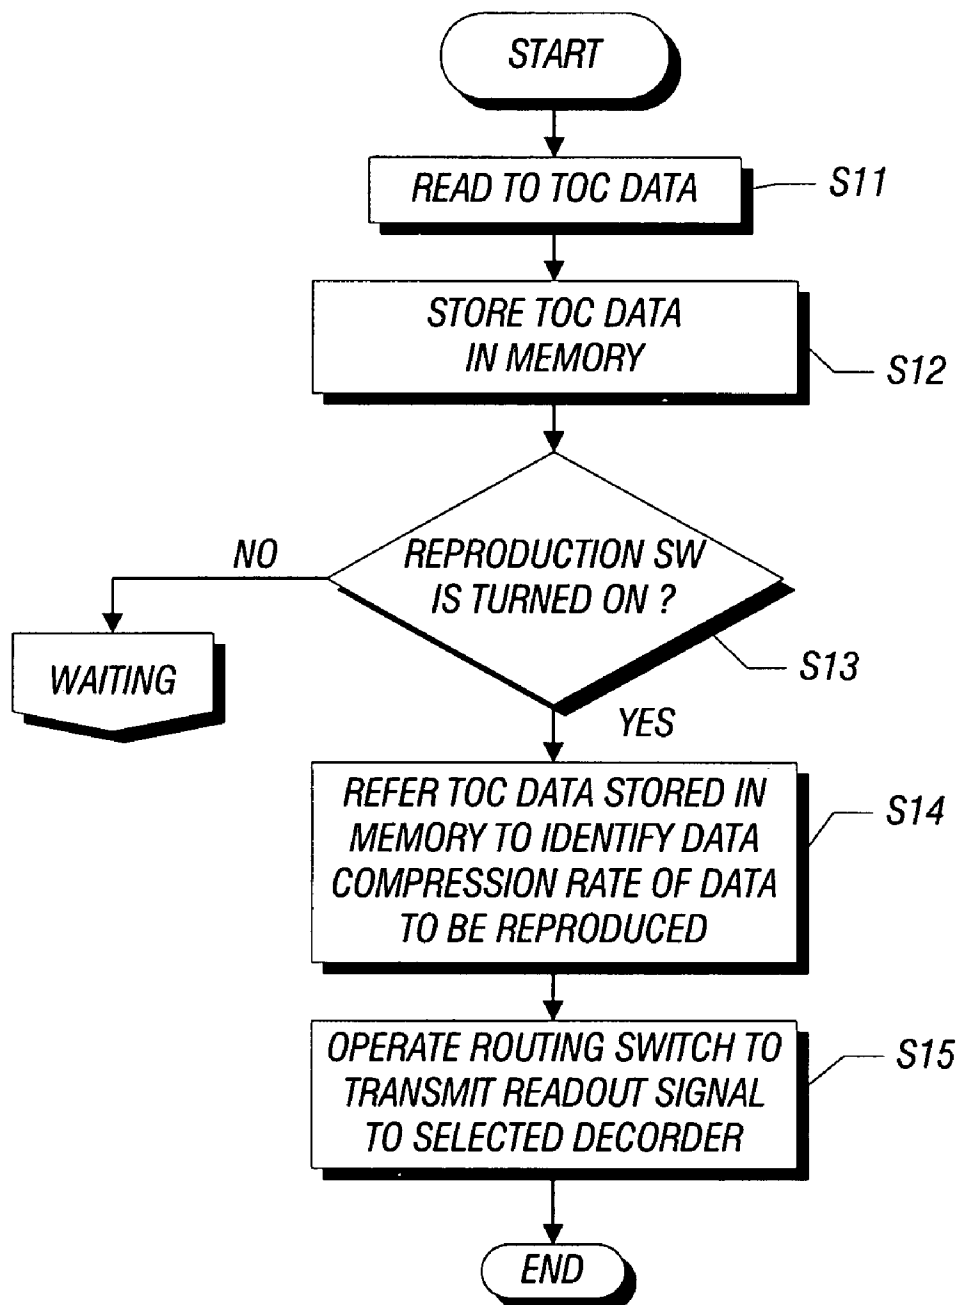 START
READ TO TOC DATA
S11
STORE TOC DATA
IN MEMORY
S12
REPRODUCTION SW
IS TURNED ON ?
NO
S13
WAITING
YES
REFER TOC DATA STORED IN
MEMORY TO IDENTIFY DATA
COMPRESSION RATE OF DATA
TO BE REPRODUCED
S14
OPERATE ROUTING SWITCH TO
TRANSMIT READOUT SIGNAL
TO SELECTED DECORDER
S15
END